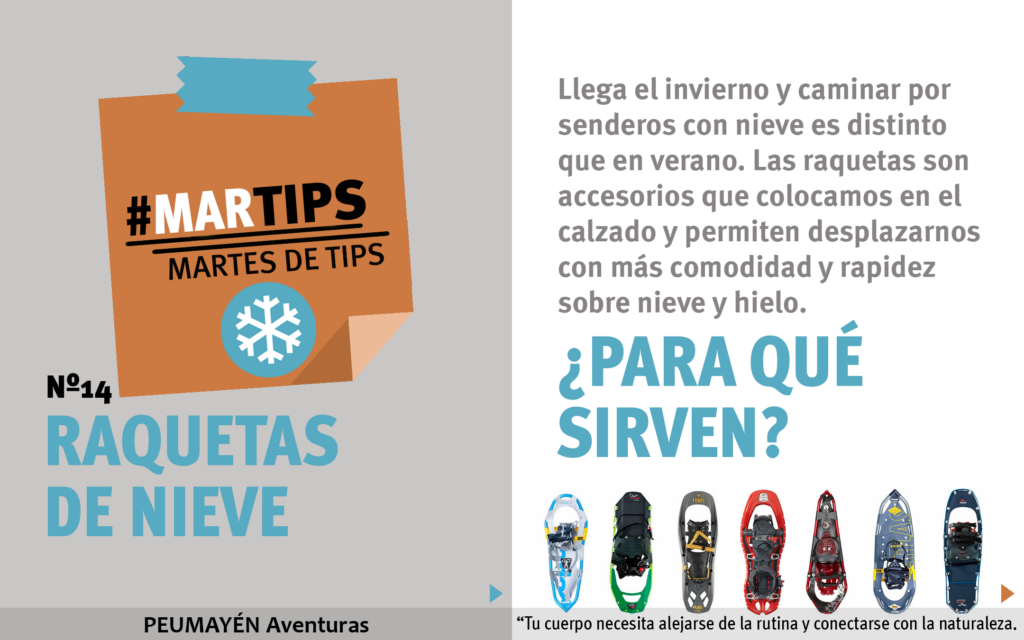 #MARTIPS
MARTES DE TIPS
Nº14
RAQUETAS
DE NIEVE
PEUMAYÉN Aventuras
Llega el invierno y caminar por
senderos con nieve es distinto
que en verano. Las raquetas son
accesorios que colocamos en el
calzado y permiten desplazarnos
con más comodidad y rapidez
sobre nieve y hielo.
¿PARA QUÉ
SIRVEN?
“Tu cuerpo necesita alejarse de la rutina y conectarse con la naturaleza.